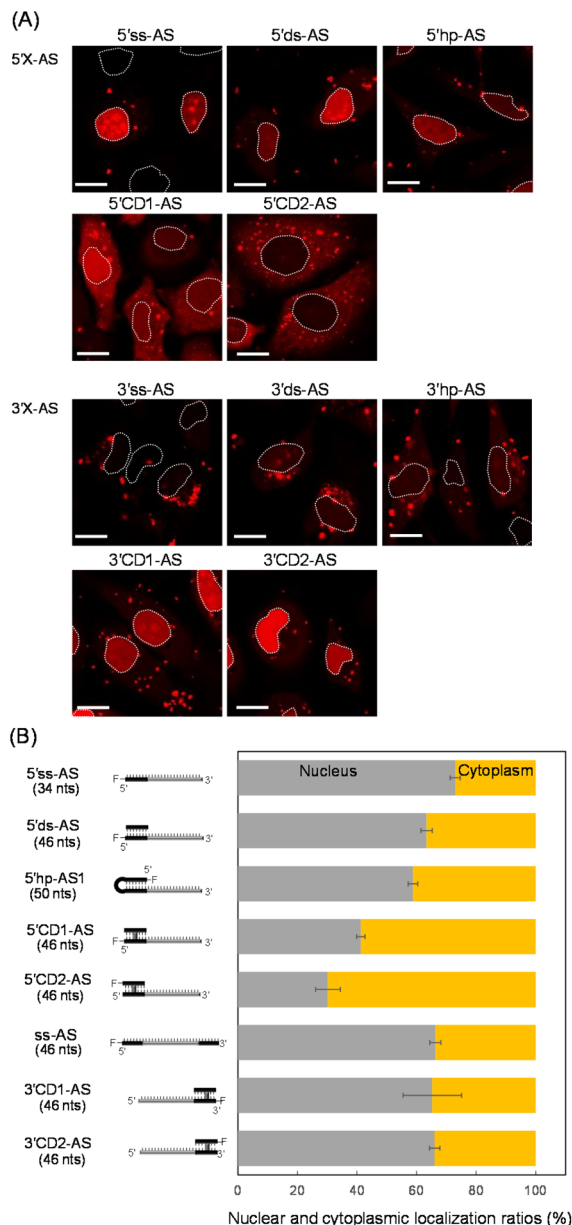 (A)
5'ss-AS 5'ds-AS 5'hp-AS
5'X-AS
5'CD1-AS 5'CD2-AS
3'ss-AS 3'ds-AS 3'hp-AS
3'X-AS
3'CD1-AS 3'CD2-AS
(B)
Nucleus Cytoplasm
5'ss-AS
(34 nts)
F 5' 3'
5'ds-AS
(46 nts)
F 5' 3'
5'hp-AS1
(50 nts)
5' F 3'
5'CD1-AS
(46 nts)
F 5' 3'
5'CD2-AS
(46 nts)
F 5' 3'
ss-AS
(46 nts)
F 5' 3'
3'CD1-AS
(46 nts)
5' 3' F
3'CD2-AS
(46 nts)
5' 3' F
0 20 40 60 80 100
Nuclear and cytoplasmic localization ratios (%)